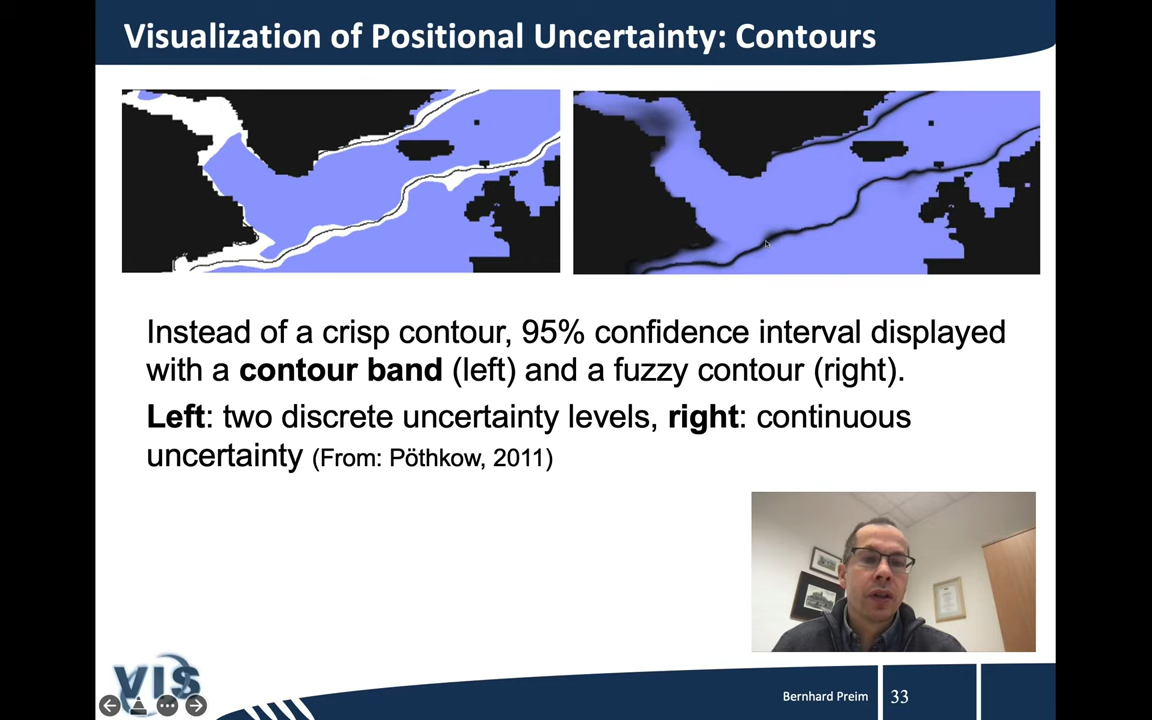 Visualization of Positional Uncertainty: Contours
Instead of a crisp contour, 95% confidence interval displayed
with a contour band (left) and a fuzzy contour (right).
Left: two discrete uncertainty levels, right: continuous
uncertainty (From: Pöthkow, 2011)
VIS
Bernhard Preim
33